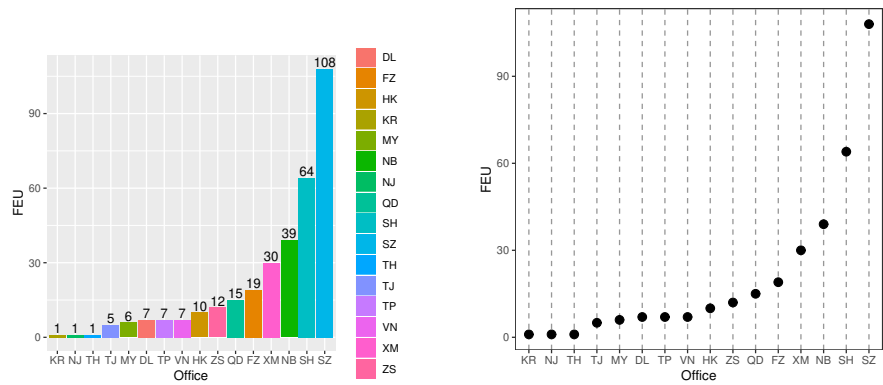 108
64
39
30
19
15
12
10
7 7 7
6
5
1 1 1
90
60
30
0
FEU
KR NJ TH TJ MY DL TP VN HK ZS QD FZ XM NB SH SZ
Office
DL
FZ
HK
KR
MY
NB
NJ
QD
SH
SZ
TH
TJ
TP
VN
XM
ZS
90
60
30
0
FEU
KR NJ TH TJ MY DL TP VN HK ZS QD FZ XM NB SH SZ
Office